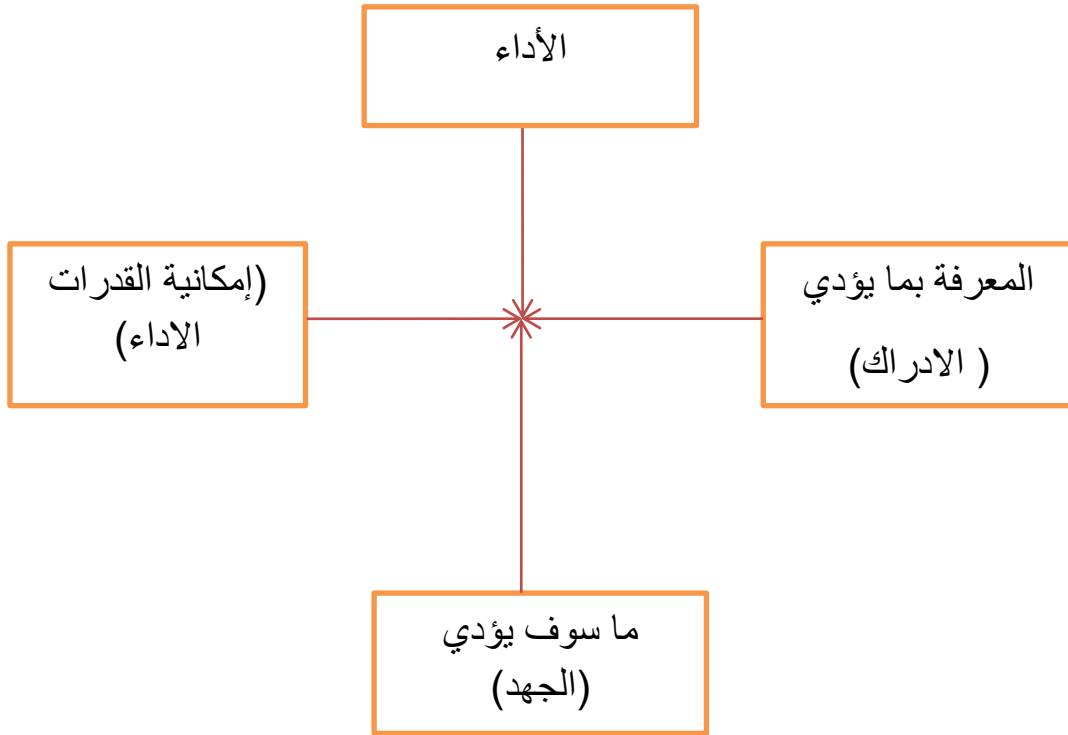 الأداء
المعرفة بما يؤدي
( الادراك)
(إمكانية القدرات
الاداء)
ما سوف يؤدي
(الجهد)